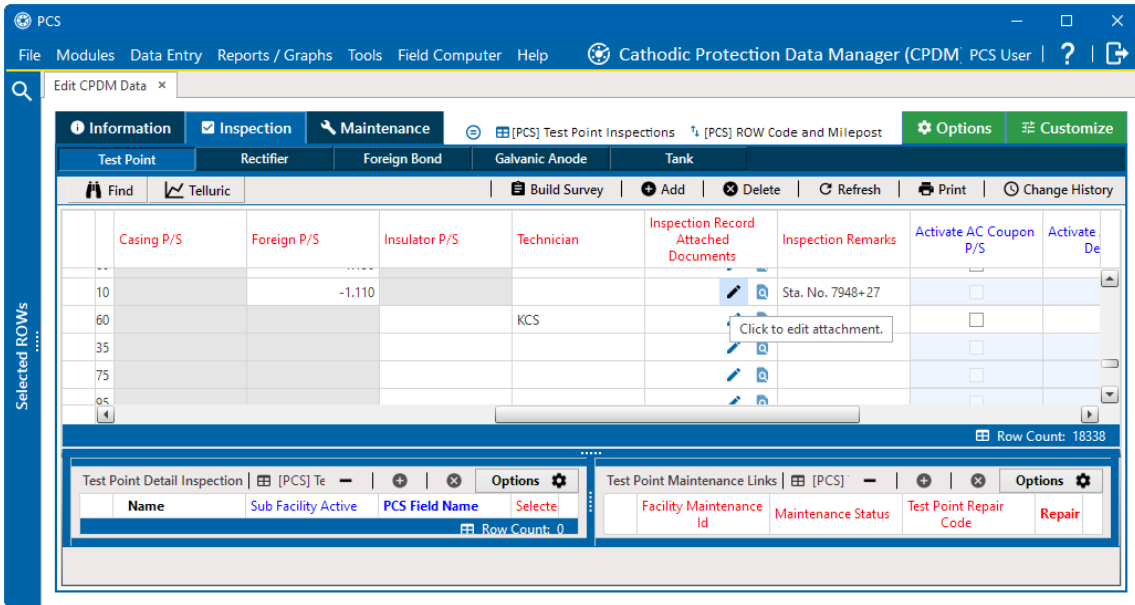 PCS
File Modules Data Entry Reports / Graphs Tools Field Computer Help Cathodic Protection Data Manager (CPDM) PCS User | ? |
Edit CPDM Data ×
Information Inspection Maintenance [PCS] Test Point Inspections [PCS] ROW Code and Milepost Options Customize
Test Point Rectifier Foreign Bond Galvanic Anode Tank
Find Telluric | Build Survey | Add | Delete | Refresh | Print | Change History
Casing P/S Foreign P/S Insulator P/S Technician Inspection Record Attached Documents Inspection Remarks Activate AC Coupon P/S Activate
De
10 -1.110 Sta. No. 7948+27
60 KCS
Click to edit attachment.
35
75
95
Selected ROWs
Row Count: 18338
Test Point Detail Inspection | [PCS] Te | | Options
Name Sub Facility Active PCS Field Name Selecte
Row Count: 0
Test Point Maintenance Links | [PCS] | | Options
Facility Maintenance Id Maintenance Status Test Point Repair Code Repair